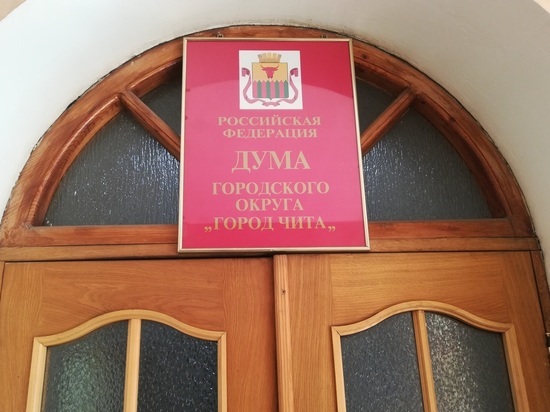 РОССИЙСКАЯ
ФЕДЕРАЦИЯ
ДУМА
ГОРОДСКОГО
ОКРУГА
„ГОРОД ЧИТА„